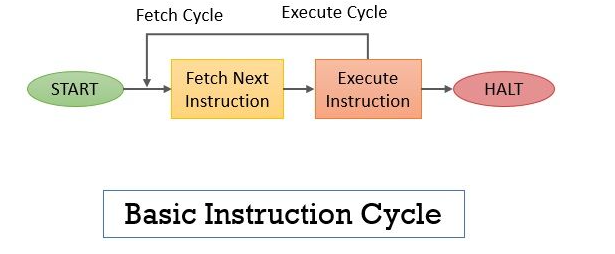 Fetch Cycle
Execute Cycle
START
Fetch Next
Instruction
Execute
Instruction
HALT
Basic Instruction Cycle